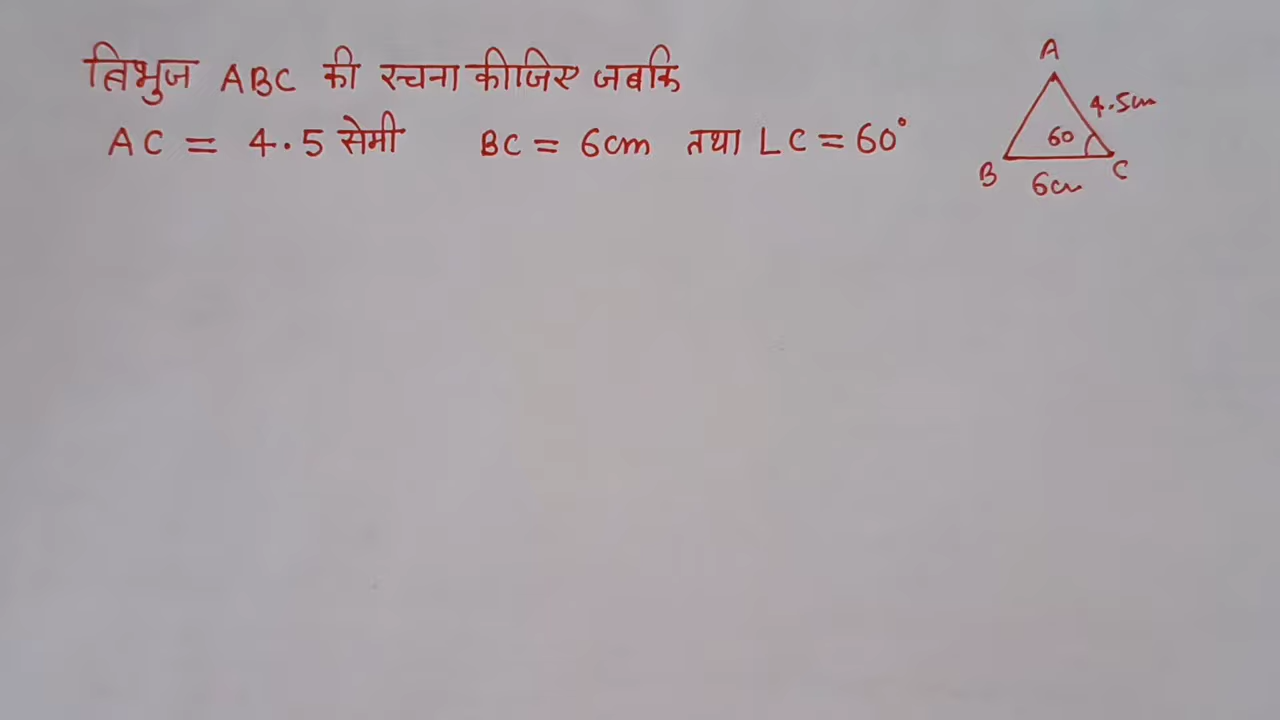 त्रिभुज ABC की रचना कीजिए जबकि
AC = 4.5 सेमी BC = 6cm तथा ∠C = 60°
A
4.5cm
60
B
C
6cm